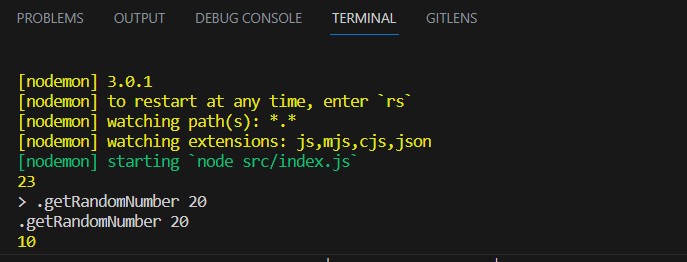 PROBLEMS OUTPUT DEBUG CONSOLE TERMINAL GITLENS
[nodemon] 3.0.1
[nodemon] to restart at any time, enter `rs`
[nodemon] watching path(s): *.*
[nodemon] watching extensions: js,mjs,cjs,json
[nodemon] starting `node src/index.js`
23
> .getRandomNumber 20
.getRandomNumber 20
10